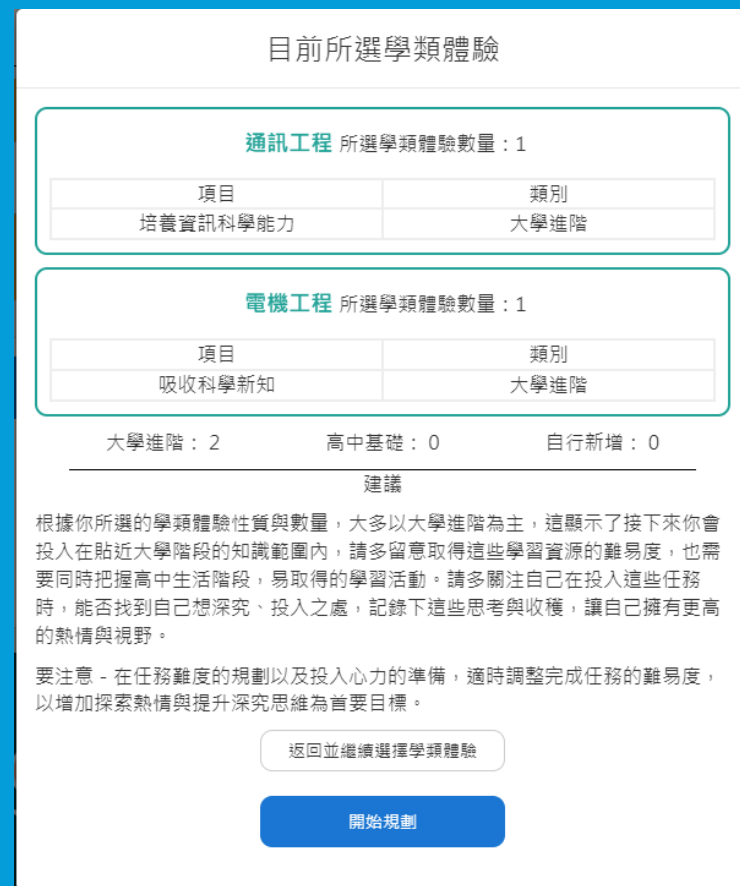 目前所選學類體驗
通訊工程 所選學類體驗數量：1
項目 類別
培養資訊科學能力 大學進階
電機工程 所選學類體驗數量：1
項目 類別
吸收科學新知 大學進階
大學進階： 2 高中基礎： 0 自行新增： 0
建議
根據你所選的學類體驗性質與數量，大多以大學進階為主，這顯示了接下來你會
投入在貼近大學階段的知識範圍內，請多留意取得這些學習資源的難易度，也需
要同時把握高中生活階段，易取得的學習活動。請多關注自己在投入這些任務
時，能否找到自己想深究、投入之處，記錄下這些思考與收穫，讓自己擁有更高
的熱情與視野。
要注意 - 在任務難度的規劃以及投入心力的準備，適時調整完成任務的難易度，
以增加探索熱情與提升深究思維為首要目標。
返回並繼續選擇學類體驗
開始規劃